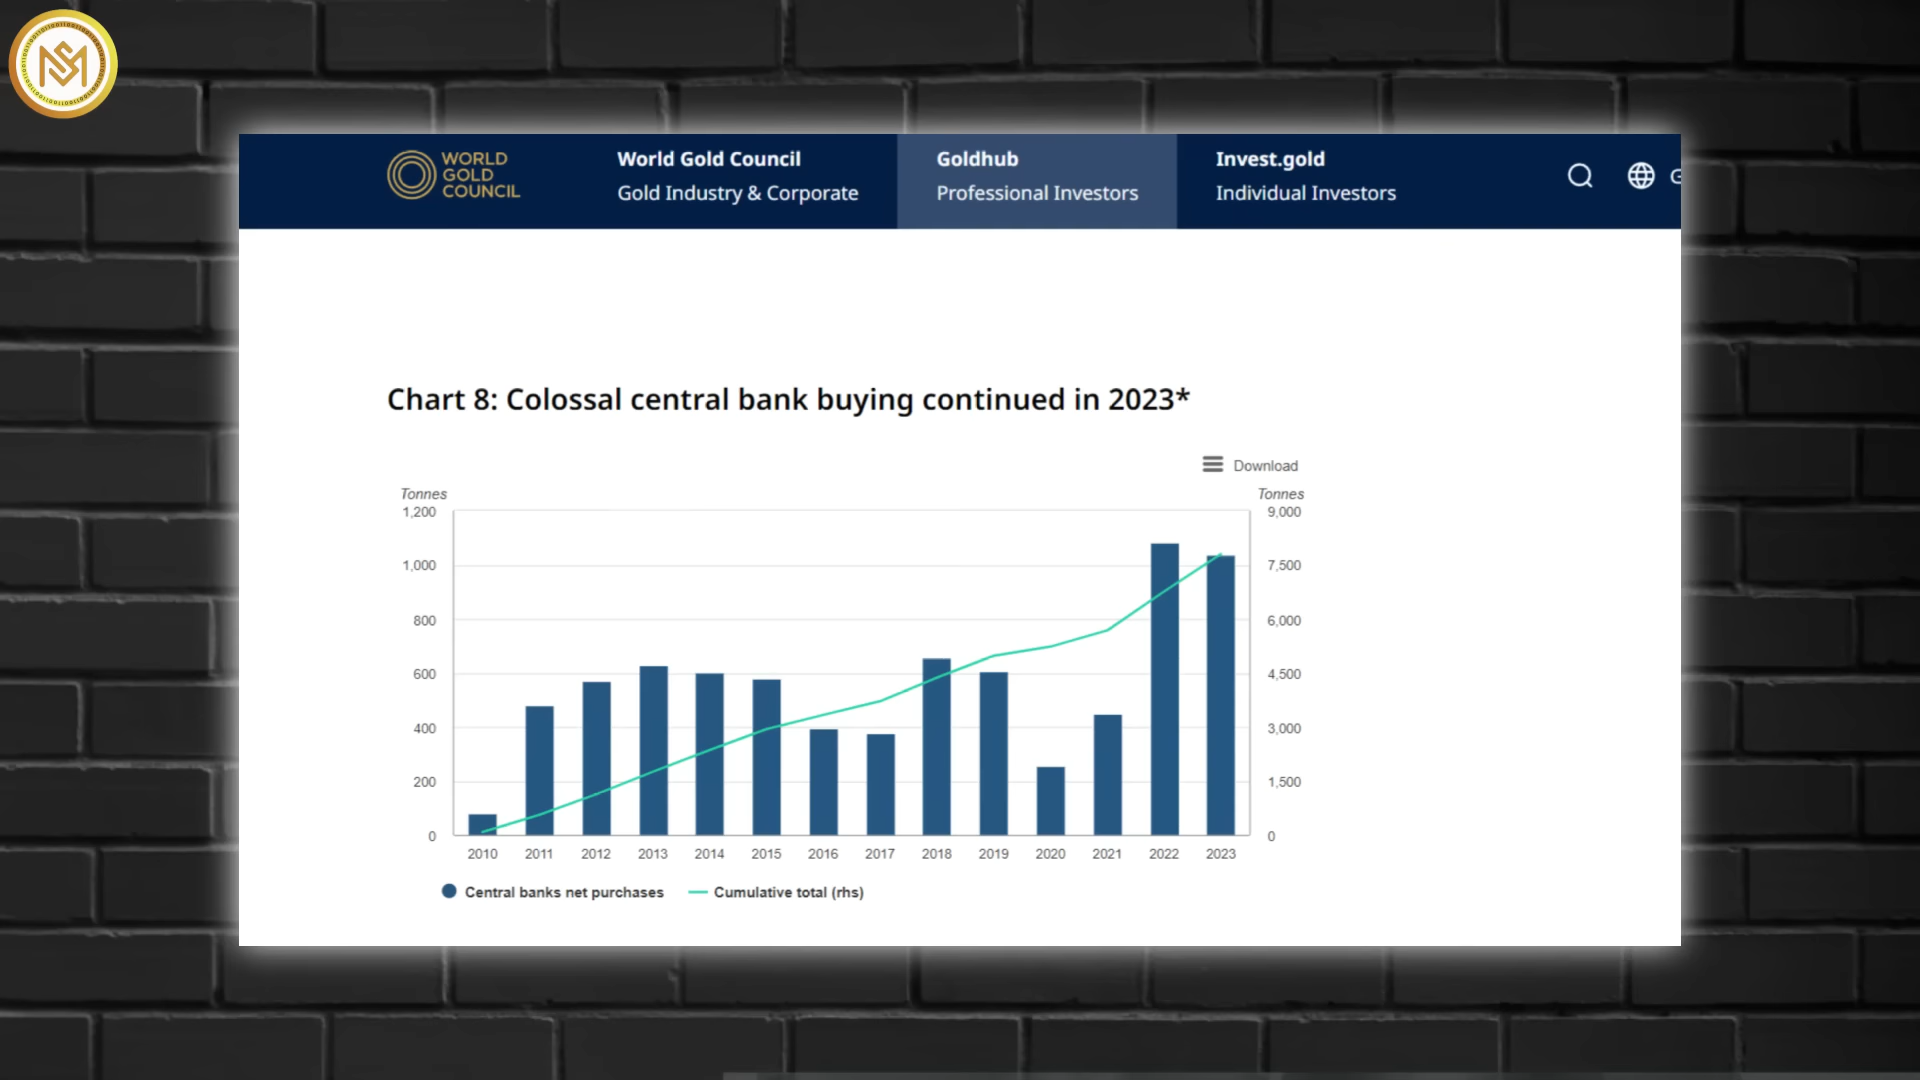 WORLD
GOLD
COUNCIL
World Gold Council
Gold Industry & Corporate
Goldhub
Professional Investors
Invest.gold
Individual Investors
Chart 8: Colossal central bank buying continued in 2023*
Download
Tonnes
Tonnes
1,200
9,000
1,000
7,500
800
6,000
600
4,500
400
3,000
200
1,500
0
0
2010 2011 2012 2013 2014 2015 2016 2017 2018 2019 2020 2021 2022 2023
Central banks net purchases
Cumulative total (rhs)